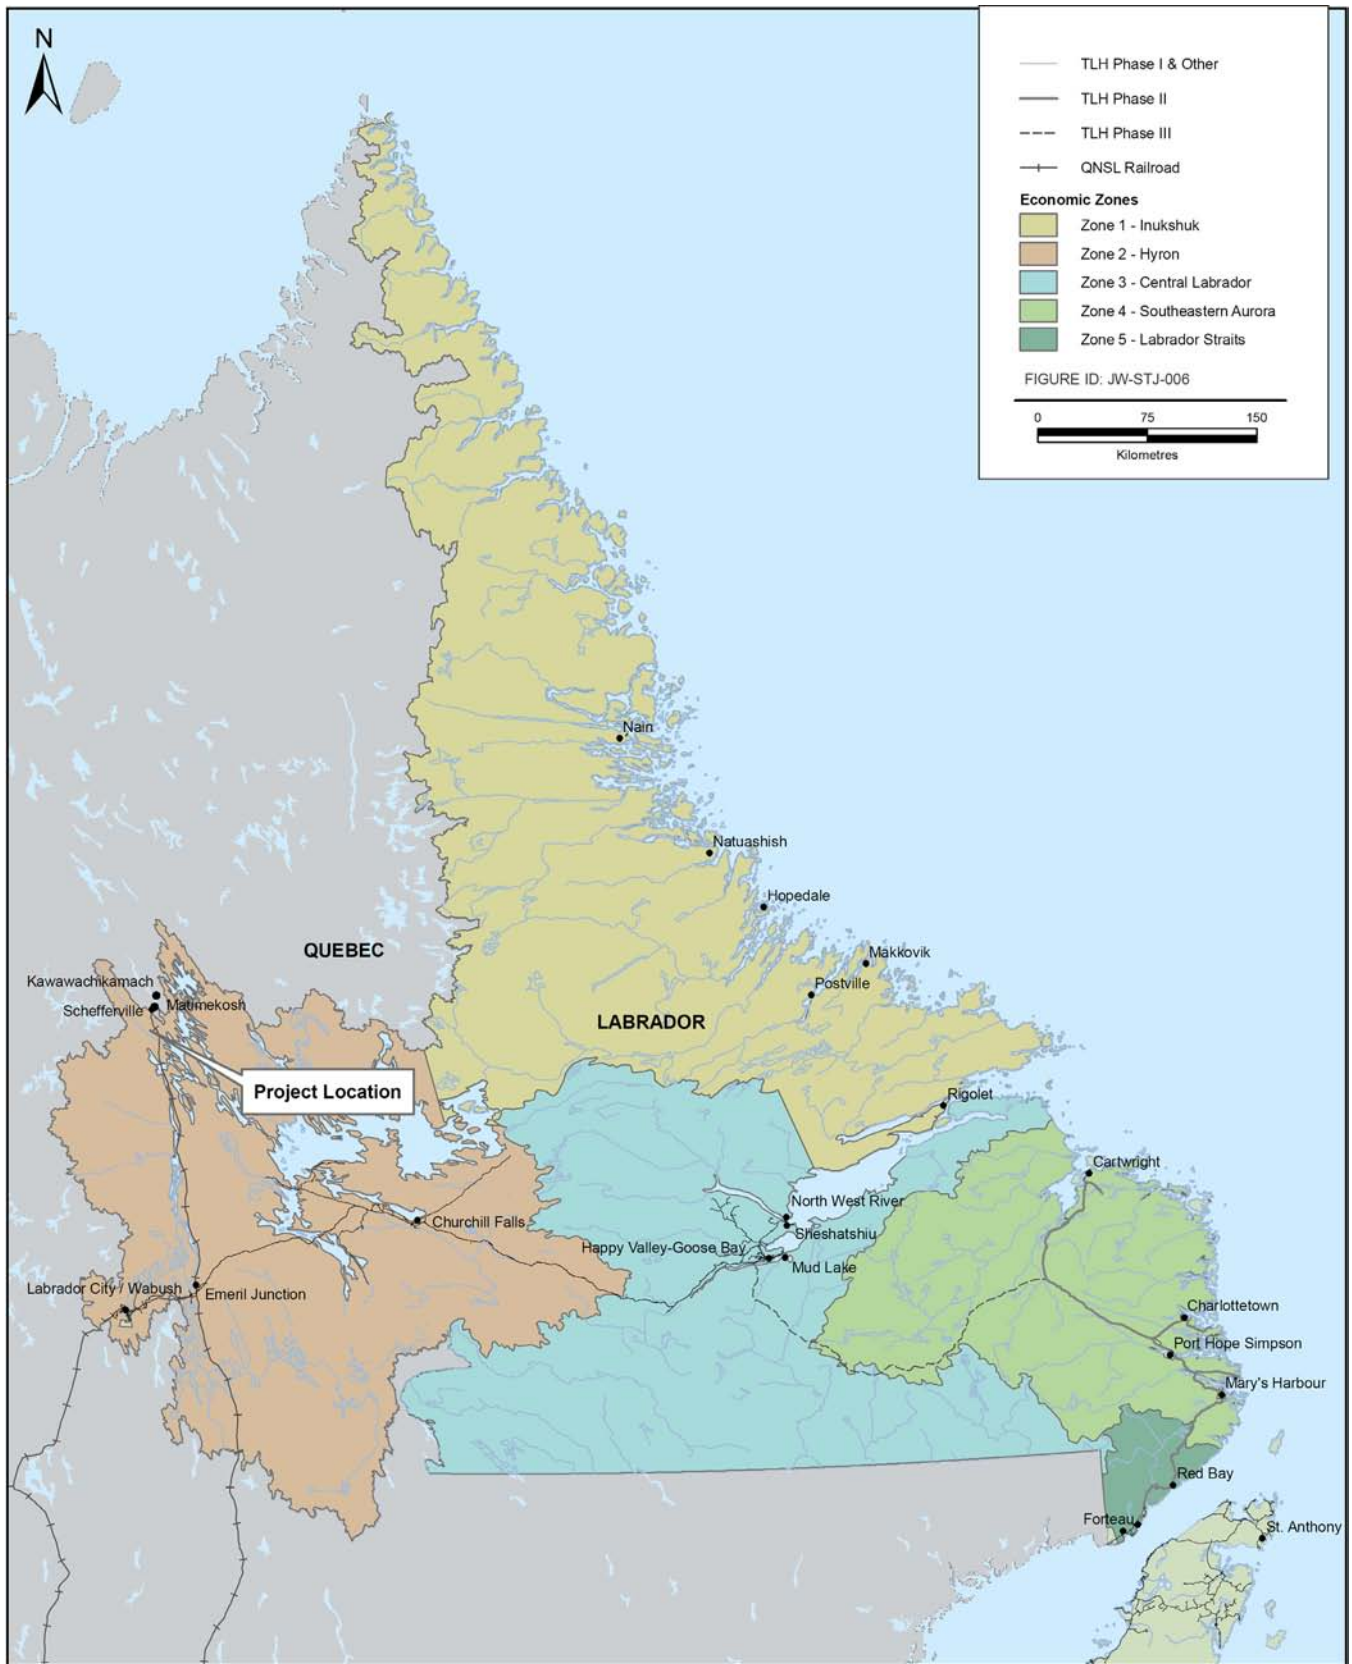 N
TLH Phase I & Other
TLH Phase II
TLH Phase III
QNSL Railroad
Economic Zones
Zone 1 - Inukshuk
Zone 2 - Hyron
Zone 3 - Central Labrador
Zone 4 - Southeastern Aurora
Zone 5 - Labrador Straits
FIGURE ID: JW-STJ-006
0 75 150
Kilometres
Nain
Natuashish
Hopedale
QUEBEC
Makkovik
Kawawachikamach
Postville
Schefferville
Matimekosh
LABRADOR
Project Location
Rigolet
Cartwright
North West River
Churchill Falls
Sheshatshiu
Happy Valley-Goose Bay
Mud Lake
Labrador City / Wabush
Emeril Junction
Charlottetown
Port Hope Simpson
Mary's Harbour
Red Bay
Forteau
St. Anthony